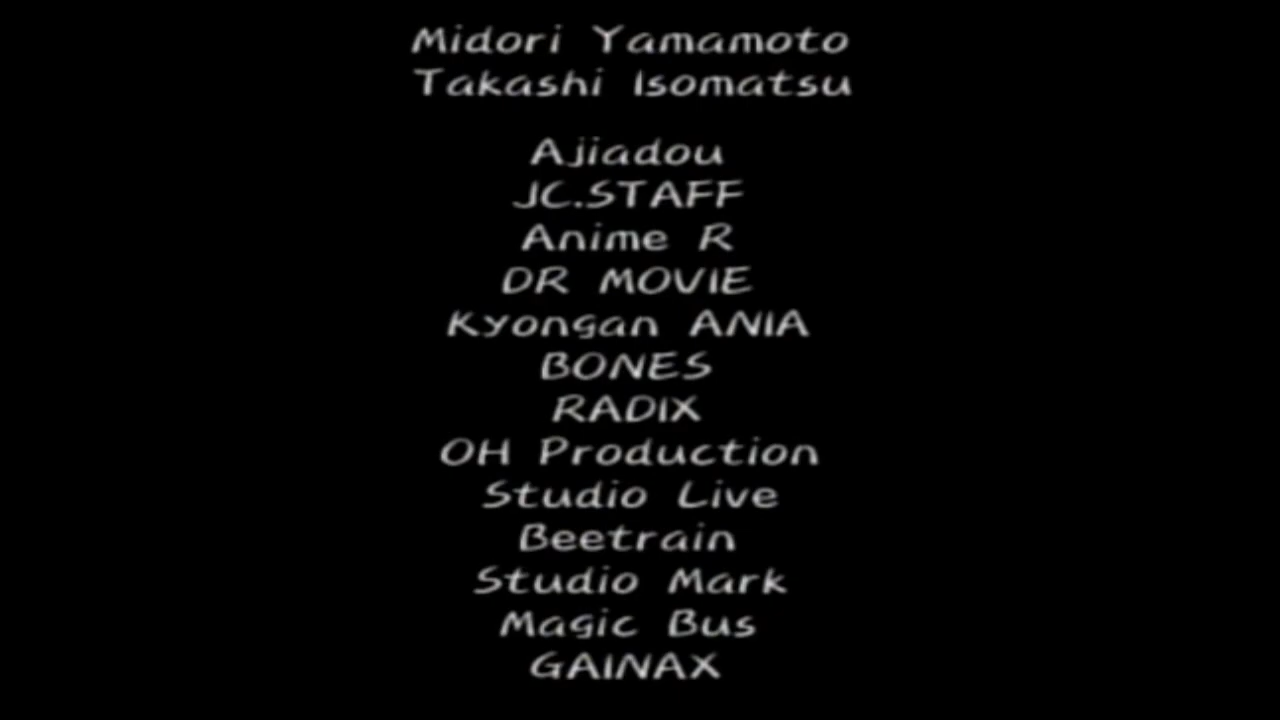 Midori Yamamoto
Takashi Isomatsu
Ajiadou
JC.STAFF
Anime R
DR MOVIE
Kyongan ANIA
BONES
RADIX
OH Production
Studio Live
Beetrain
Studio Mark
Magic Bus
GAINAX